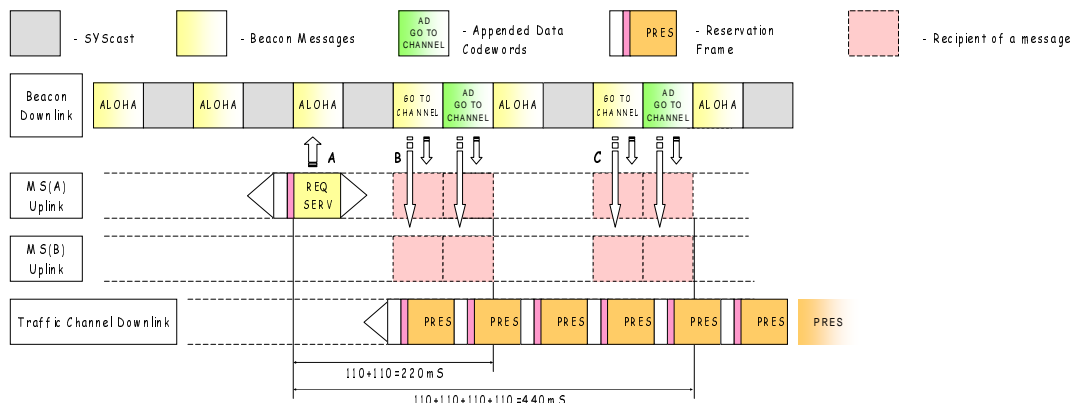 - SYScast
- Beacon Messages
AD
GO TO
CHANNEL
- Appended Data
Codewords
PRES
- Reservation
Frame
- Recipient of a message
Beacon
Downlink
ALOHA
ALOHA
ALOHA
GO TO
CHANNEL
AD
GO TO
CHANNEL
ALOHA
GO TO
CHANNEL
AD
GO TO
CHANNEL
ALOHA
A
B
C
MS(A)
Uplink
REQ
SERV
MS(B)
Uplink
Traffic Channel Downlink
PRES
PRES
PRES
PRES
PRES
PRES
PRES
110+110=220mS
110+110+110+110=440mS